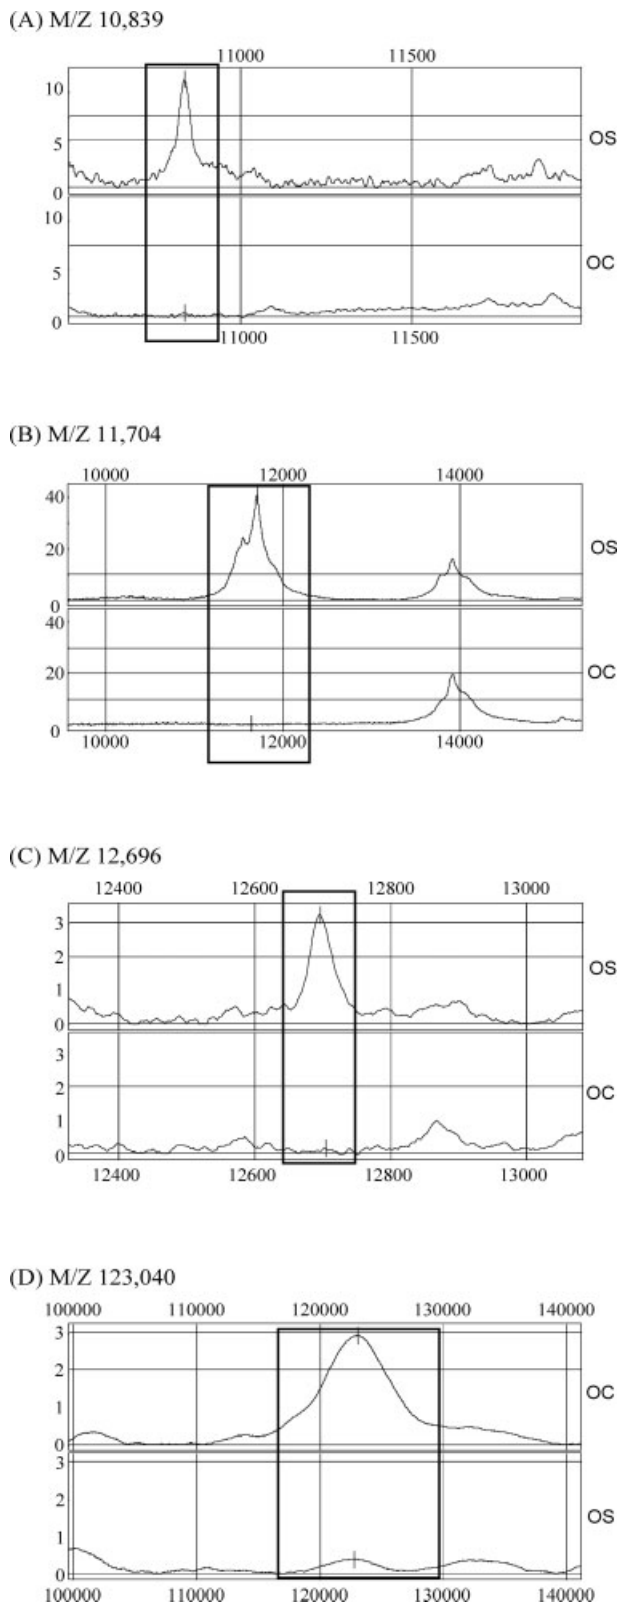 (A) M/Z 10,839
11000 11500
10
5
0
OS
10
5
0
OC
11000 11500
(B) M/Z 11,704
10000 12000 14000
40
20
0
OS
40
20
0
OC
10000 12000 14000
(C) M/Z 12,696
12400 12600 12800 13000
3
2
1
0
OS
3
2
1
0
OC
12400 12600 12800 13000
(D) M/Z 123,040
100000 110000 120000 130000 140000
3
2
1
0
OC
3
2
1
0
OS
100000 110000 120000 130000 140000